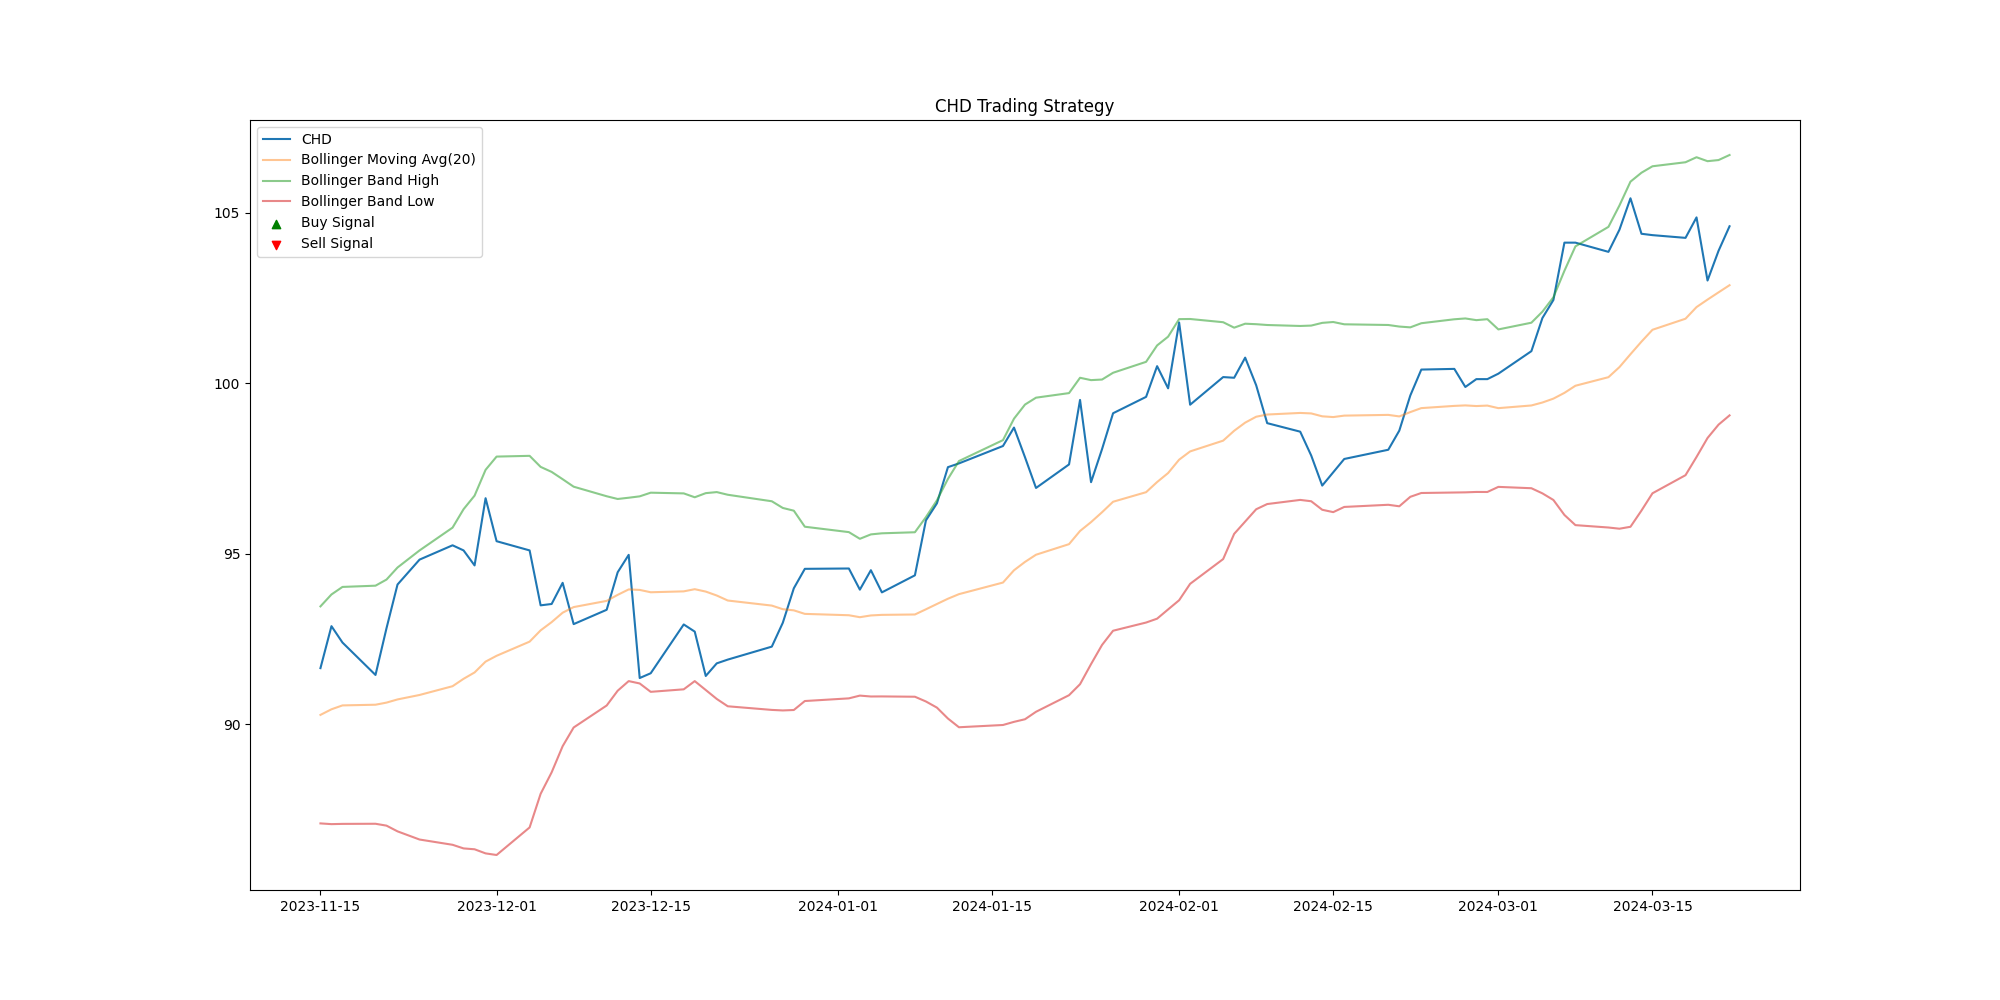 CHD Trading Strategy
CHD
Bollinger Moving Avg(20)
Bollinger Band High
Bollinger Band Low
Buy Signal
Sell Signal
105
100
95
90
2023-11-15 2023-12-01 2023-12-15 2024-01-01 2024-01-15 2024-02-01 2024-02-15 2024-03-01 2024-03-15